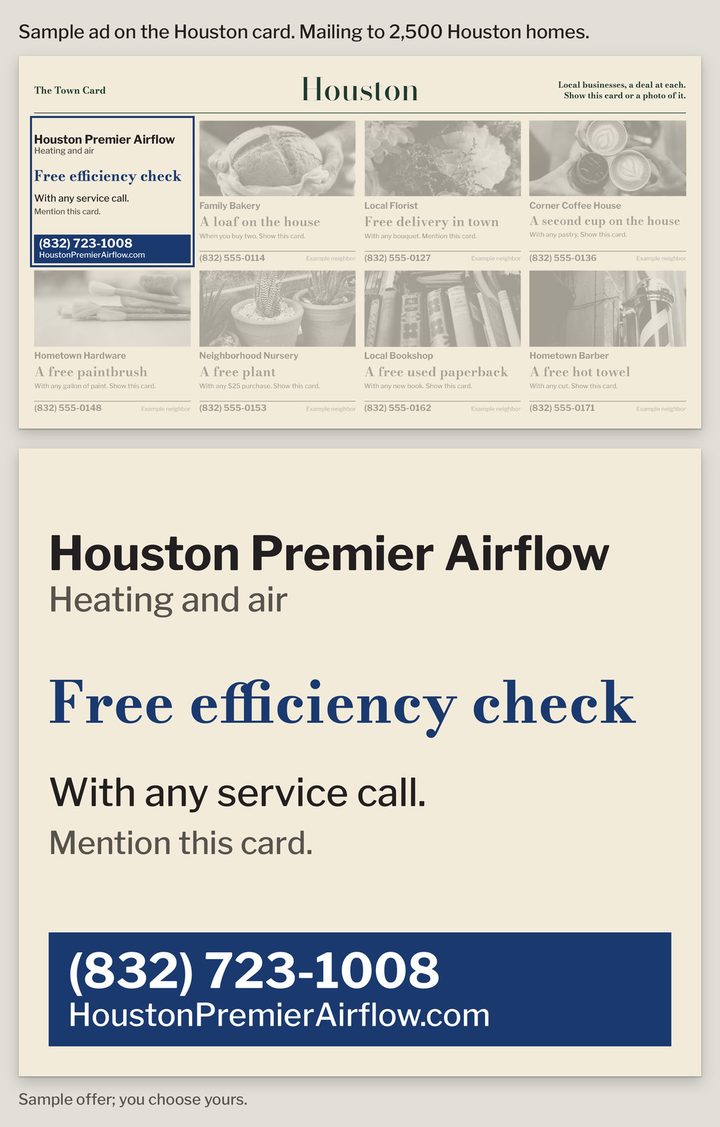 Sample ad on the Houston card. Mailing to 2,500 Houston homes.
The Town Card
Houston
Local businesses, a deal at each.
Show this card or a photo of it.
Houston Premier Airflow
Heating and air
Free efficiency check
With any service call.
Mention this card.
(832) 723-1008
HoustonPremierAirflow.com
Family Bakery
A loaf on the house
When you buy two. Show this card.
(832) 555-0114
Example neighbor
Local Florist
Free delivery in town
With any bouquet. Mention this card.
(832) 555-0127
Example neighbor
Corner Coffee House
A second cup on the house
With any pastry. Show this card.
(832) 555-0136
Example neighbor
Hometown Hardware
A free paintbrush
With any gallon of paint. Show this card.
(832) 555-0148
Example neighbor
Neighborhood Nursery
A free plant
With any $25 purchase. Show this card.
(832) 555-0153
Example neighbor
Local Bookshop
A free used paperback
With any new book. Show this card.
(832) 555-0162
Example neighbor
Hometown Barber
A free hot towel
With any cut. Show this card.
(832) 555-0171
Example neighbor
Houston Premier Airflow
Heating and air
Free efficiency check
With any service call.
Mention this card.
(832) 723-1008
HoustonPremierAirflow.com
Sample offer; you choose yours.